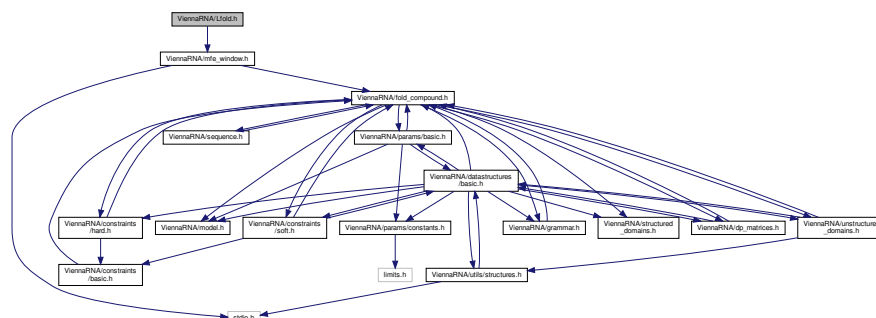 ViennaRNA/Lfold.h
ViennaRNA/mfe_window.h
ViennaRNA/fold_compound.h
ViennaRNA/sequence.h
ViennaRNA/params/basic.h
ViennaRNA/datastructures
/basic.h
ViennaRNA/constraints
/hard.h
ViennaRNA/model.h
ViennaRNA/constraints
/soft.h
ViennaRNA/params/constants.h
ViennaRNA/grammar.h
ViennaRNA/structured
_domains.h
ViennaRNA/dp_matrices.h
ViennaRNA/unstructured
_domains.h
ViennaRNA/constraints
/basic.h
limits.h
ViennaRNA/utils/structures.h
stdio.h